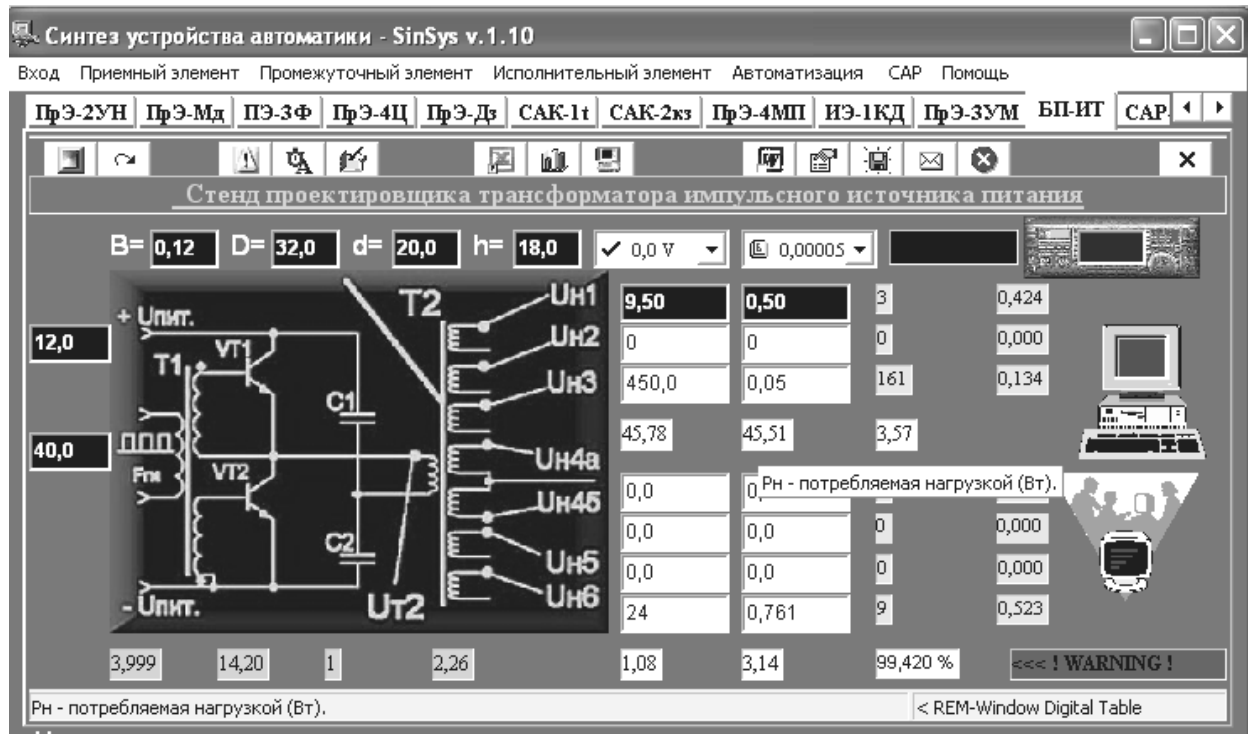 Синтез устройства автоматики - SinSys v.1.10
Вход Приемный элемент Промежуточный элемент Исполнительный элемент Автоматизация САР Помощь
ПрЭ-2УН ПрЭ-Мд ПЭ-3Ф ПрЭ-4Ц ПрЭ-Дз САК-1t САК-2кз ПрЭ-4МП ИЭ-1КД ПрЭ-3УМ БП-ИТ САР
Стенд проектировщика трансформатора импульсного источника питания
B= 0,12 D= 32,0 d= 20,0 h= 18,0 0,0 V 0,00005
T2 Uн1 9,50 0,50 3 0,424
+ Uпит.
12,0 VT1 Uн2 0 0 0 0,000
T1 Uн3 450,0 0,05 161 0,134
C1
45,78 45,51 3,57
40,0 Uн4а
Fпн VT2 Uн4б 0,0 0, Рн - потребляемая нагрузкой (Вт).
0,0 0,0 0 0,000
C2 Uн5 0,0 0,0 0 0,000
- Uпит. Uт2 Uн6 24 0,761 9 0,523
3,999 14,20 1 2,26 1,08 3,14 99,420 % <<< ! WARNING !
Рн - потребляемая нагрузкой (Вт). < REM-Window Digital Table